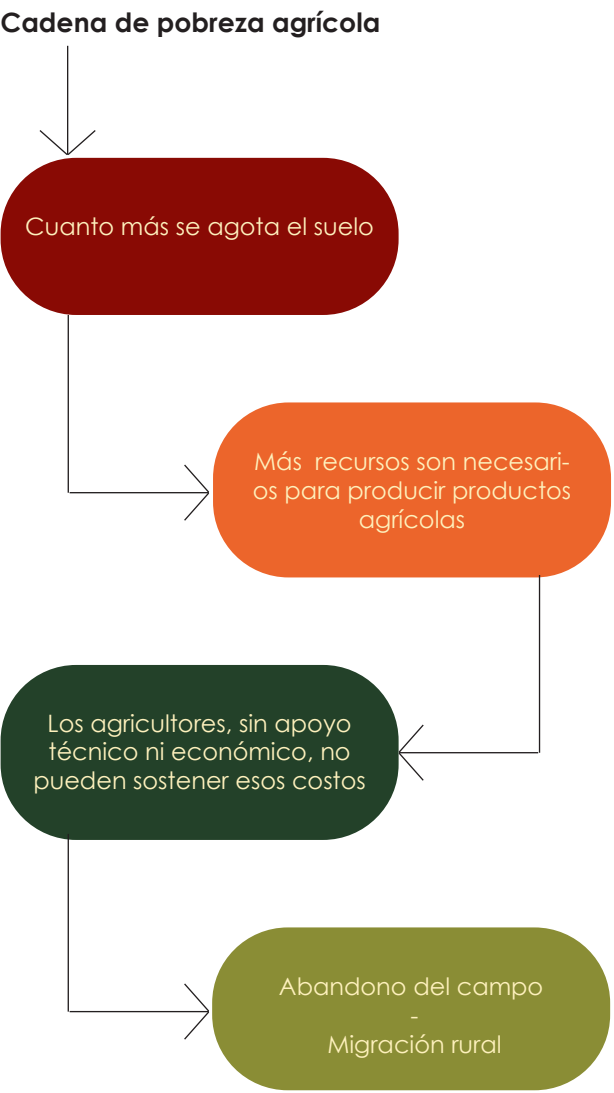 Cadena de pobreza agrícola
Cuanto más se agota el suelo
Más  recursos son necesari-
os para producir productos
agrícolas
Los agricultores, sin apoyo
técnico ni económico, no
pueden sostener esos costos
Abandono del campo
-
Migración rural